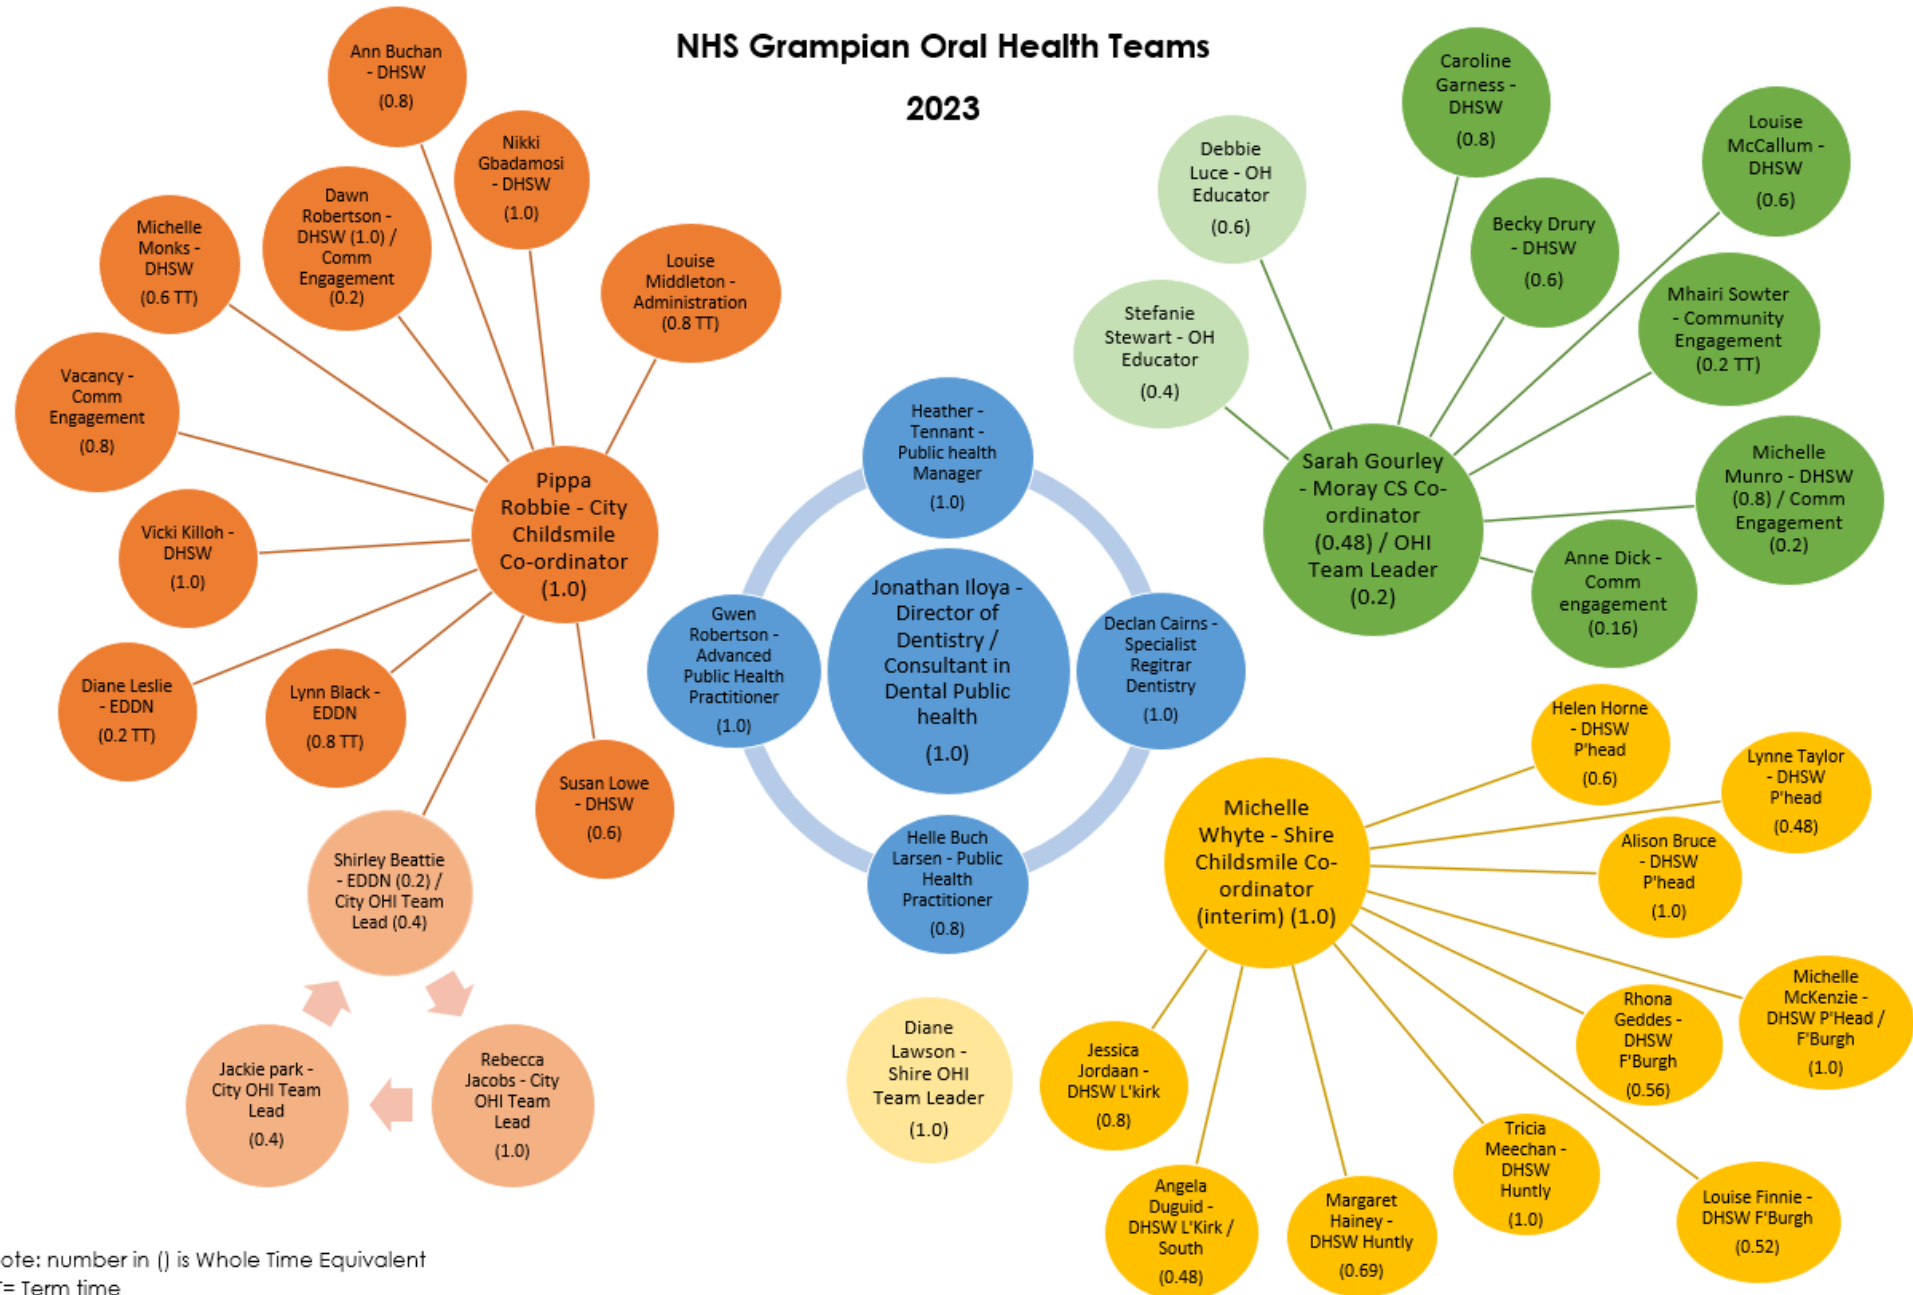 NHS Grampian Oral Health Teams
2023
Ann Buchan
- DHSW
(0.8)
Nikki
Gbadamosi
- DHSW
(1.0)
Dawn
Robertson -
DHSW (1.0) /
Comm
Engagement
(0.2)
Michelle
Monks -
DHSW
(0.6 TT)
Louise
Middleton -
Administration
(0.8 TT)
Vacancy -
Comm
Engagement
(0.8)
Vicki Killoh -
DHSW
(1.0)
Pippa
Robbie - City
Childsmile
Co-ordinator
(1.0)
Diane Leslie
- EDDN
(0.2 TT)
Lynn Black -
EDDN
(0.8 TT)
Susan Lowe
- DHSW
(0.6)
Shirley Beattie
- EDDN (0.2) /
City OHI Team
Lead (0.4)
Jackie park -
City OHI Team
Lead
(0.4)
Rebecca
Jacobs - City
OHI Team
Lead
(1.0)
Heather -
Tennant -
Public health
Manager
(1.0)
Gwen
Robertson -
Advanced
Public Health
Practitioner
(1.0)
Jonathan Iloya -
Director of
Dentistry /
Consultant in
Dental Public
health
(1.0)
Declan Cairns -
Specialist
Regitrar
Dentistry
(1.0)
Helle Buch
Larsen - Public
Health
Practitioner
(0.8)
Diane
Lawson -
Shire OHI
Team Leader
(1.0)
Caroline
Garness -
DHSW
(0.8)
Debbie
Luce - OH
Educator
(0.6)
Louise
McCallum -
DHSW
(0.6)
Becky Drury
- DHSW
(0.6)
Stefanie
Stewart - OH
Educator
(0.4)
Mhairi Sowter
- Community
Engagement
(0.2 TT)
Sarah Gourley
- Moray CS Co-
ordinator
(0.48) / OHI
Team Leader
(0.2)
Michelle
Munro - DHSW
(0.8) / Comm
Engagement
(0.2)
Anne Dick -
Comm
engagement
(0.16)
Helen Horne
- DHSW
P'head
(0.6)
Lynne Taylor
- DHSW
P'head
(0.48)
Michelle
Whyte - Shire
Childsmile Co-
ordinator
(interim) (1.0)
Alison Bruce
- DHSW
P'head
(1.0)
Michelle
McKenzie -
DHSW P'Head /
F'Burgh
(1.0)
Rhona
Geddes -
DHSW
F'Burgh
(0.56)
Jessica
Jordaan -
DHSW L'kirk
(0.8)
Tricia
Meechan -
DHSW
Huntly
(1.0)
Angela
Duguid -
DHSW L'Kirk /
South
(0.48)
Margaret
Hainey -
DHSW Huntly
(0.69)
Louise Finnie -
DHSW F'Burgh
(0.52)
ote: number in () is Whole Time Equivalent
= Term time